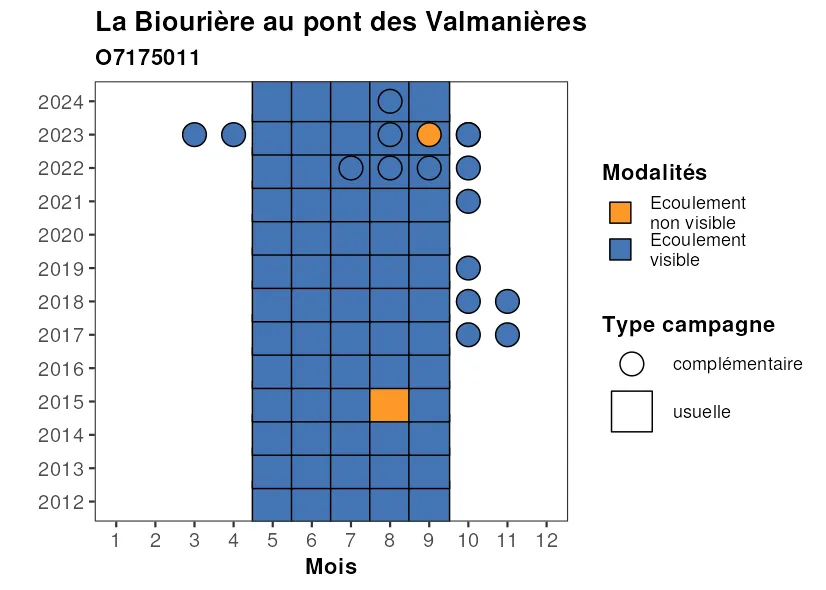 La Biourière au pont des Valmanières
O7175011
2024
2023
2022
2021
2020
2019
2018
2017
2016
2015
2014
2013
2012
1 2 3 4 5 6 7 8 9 10 11 12
Mois
Modalités
Ecoulement
non visible
Ecoulement
visible
Type campagne
complémentaire
usuelle